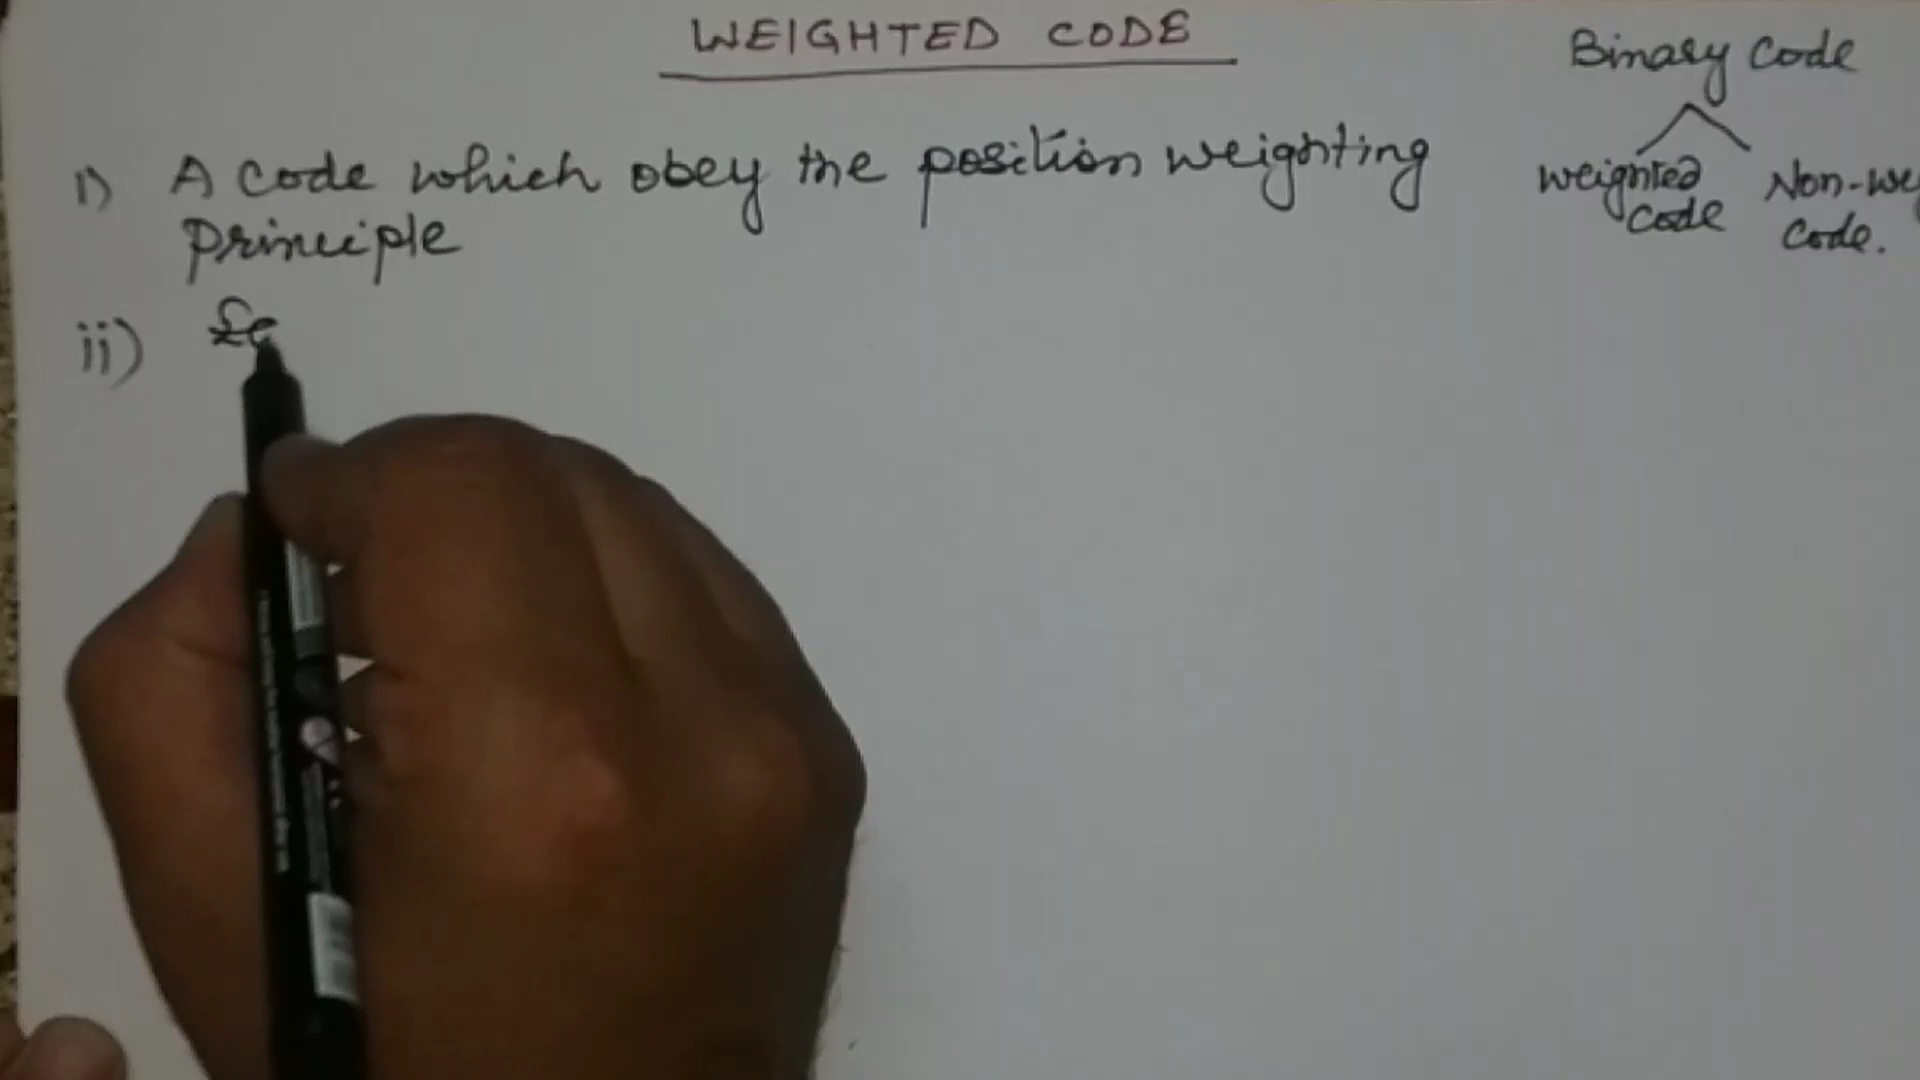 WEIGHTED CODE
1) A code which obey the position weighting
principle
ii)
Binary Code
weighted
code
Non-we
code.